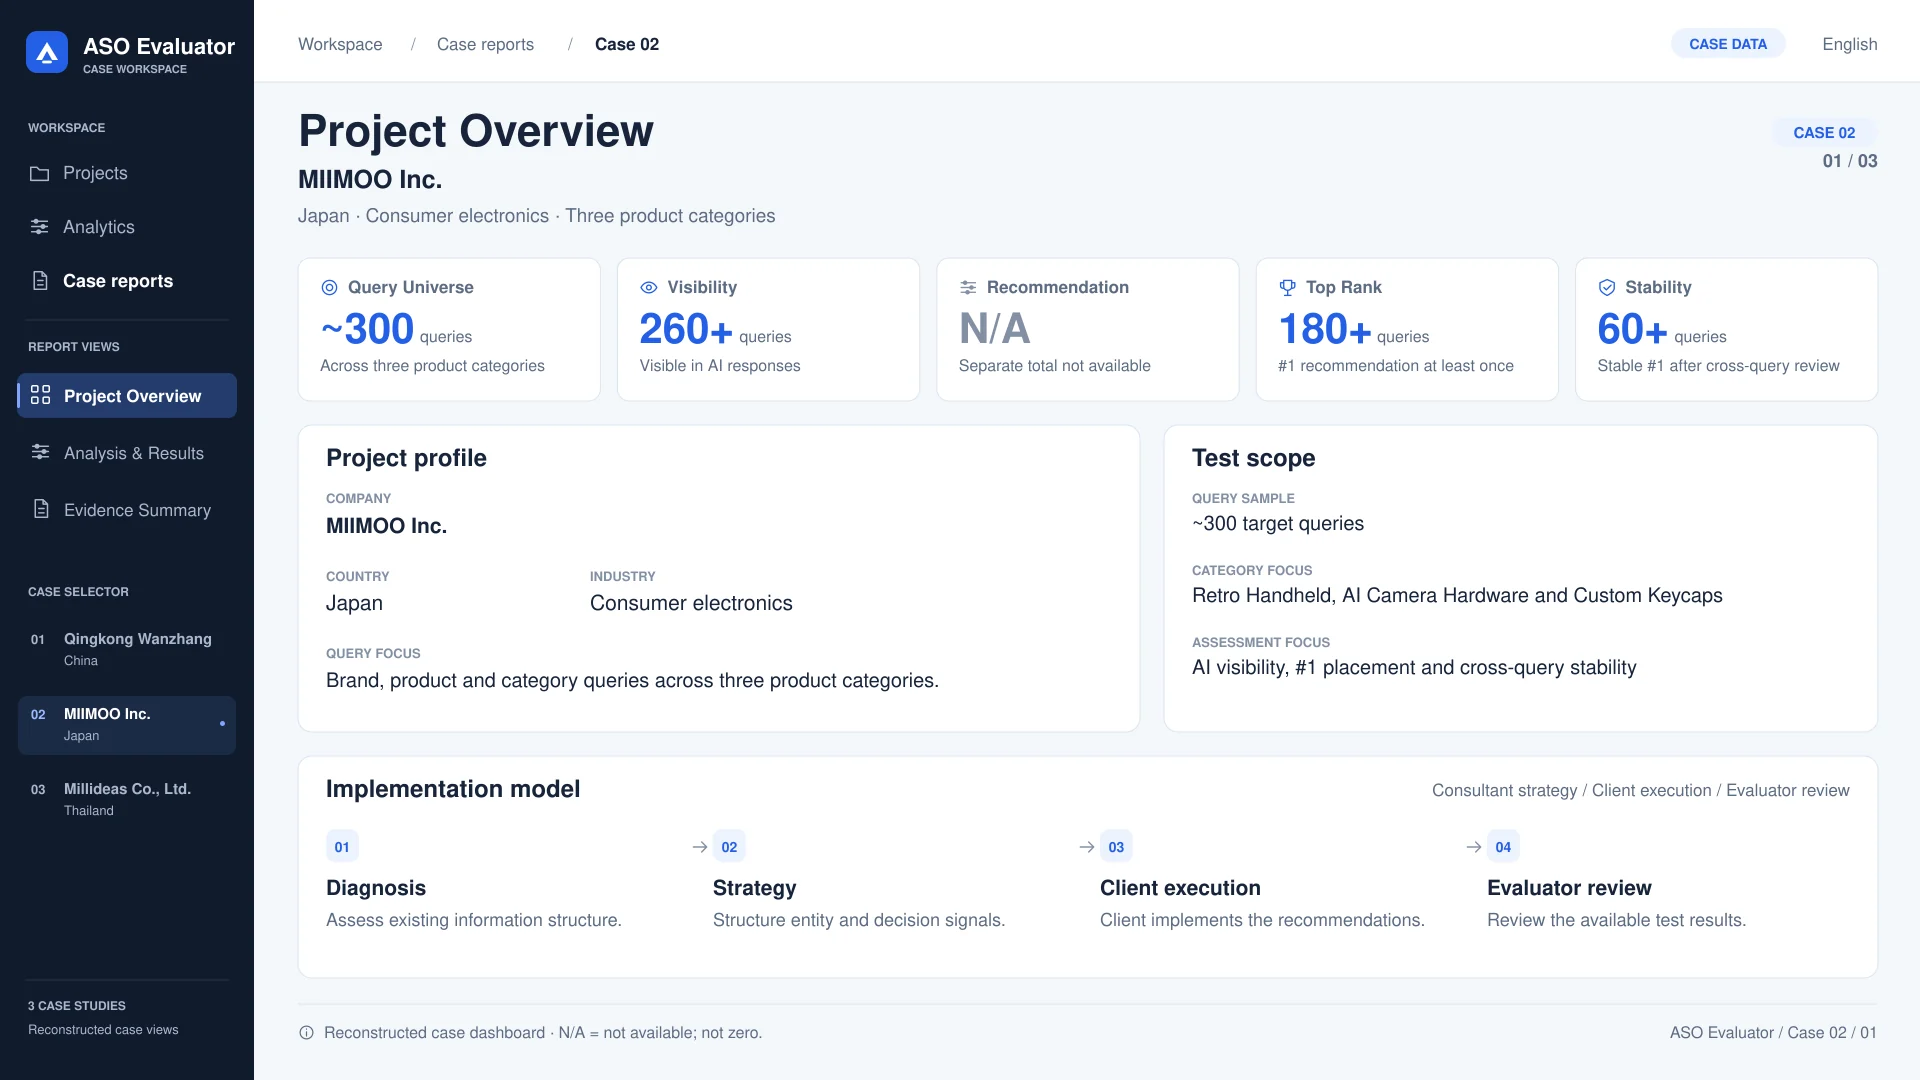 ASO Evaluator
CASE WORKSPACE
WORKSPACE
Projects
Analytics
Case reports
REPORT VIEWS
Project Overview
Analysis & Results
Evidence Summary
CASE SELECTOR
01 Qingkong Wanzhang
China
02 MIIMOO Inc.
Japan
03 Millideas Co., Ltd.
Thailand
3 CASE STUDIES
Reconstructed case views
Workspace / Case reports / Case 02
CASE DATA English
Project Overview
CASE 02
01 / 03
MIIMOO Inc.
Japan · Consumer electronics · Three product categories
Query Universe
~300 queries
Across three product categories
Visibility
260+ queries
Visible in AI responses
Recommendation
N/A
Separate total not available
Top Rank
180+ queries
#1 recommendation at least once
Stability
60+ queries
Stable #1 after cross-query review
Project profile
COMPANY
MIIMOO Inc.
COUNTRY
Japan
INDUSTRY
Consumer electronics
QUERY FOCUS
Brand, product and category queries across three product categories.
Test scope
QUERY SAMPLE
~300 target queries
CATEGORY FOCUS
Retro Handheld, AI Camera Hardware and Custom Keycaps
ASSESSMENT FOCUS
AI visibility, #1 placement and cross-query stability
Implementation model
Consultant strategy / Client execution / Evaluator review
01
Diagnosis
Assess existing information structure.
→ 02
Strategy
Structure entity and decision signals.
→ 03
Client execution
Client implements the recommendations.
→ 04
Evaluator review
Review the available test results.
Reconstructed case dashboard · N/A = not available; not zero.
ASO Evaluator / Case 02 / 01